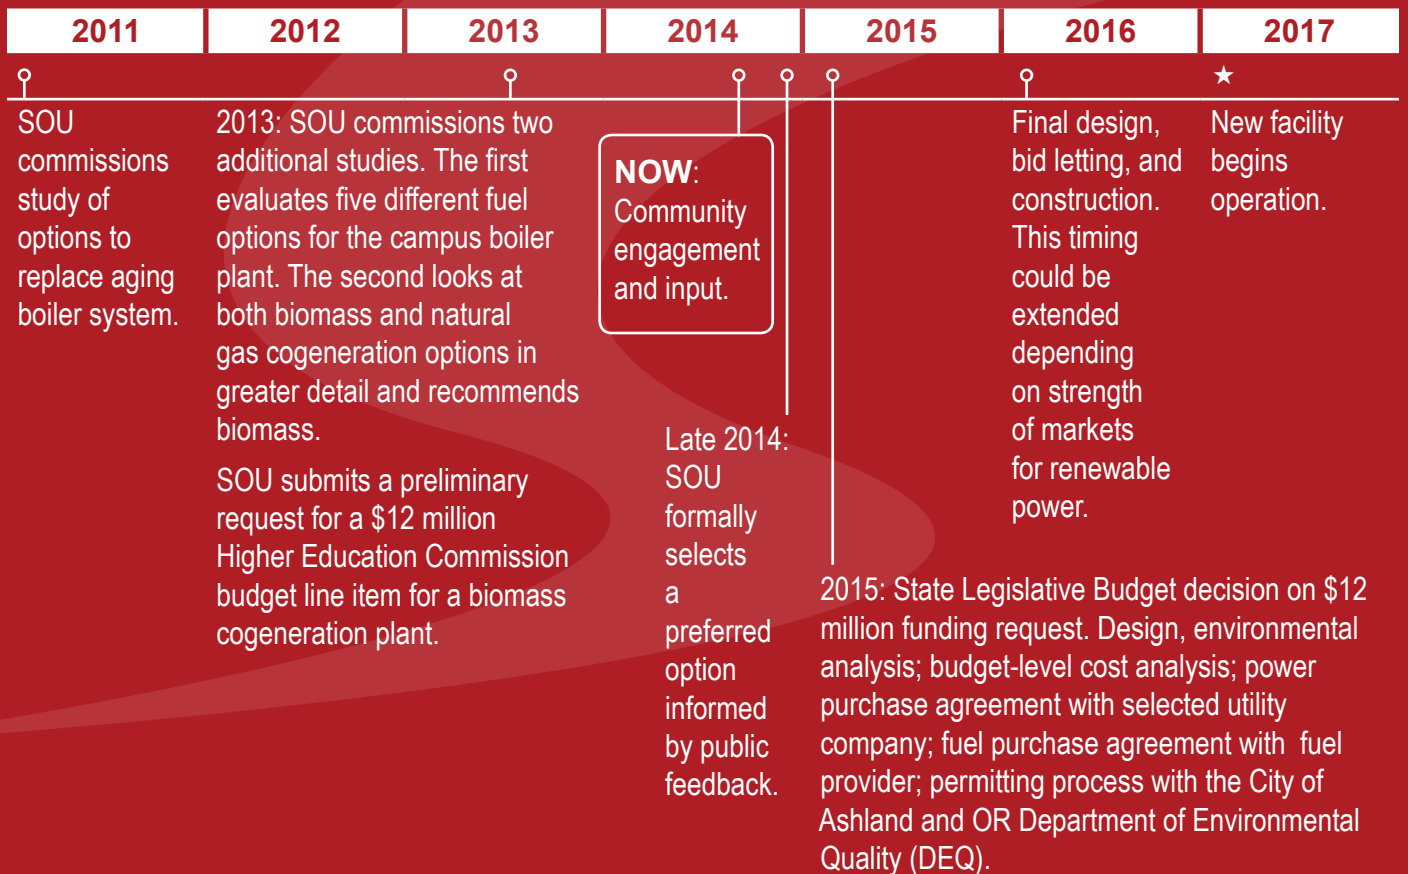 2011 2012 2013 2014 2015 2016 2017
SOU
commissions
study of
options to
replace aging
boiler system.
2013: SOU commissions two
additional studies. The first
evaluates five different fuel
options for the campus boiler
plant. The second looks at
both biomass and natural
gas cogeneration options in
greater detail and recommends
biomass.
SOU submits a preliminary
request for a $12 million
Higher Education Commission
budget line item for a biomass
cogeneration plant.
NOW:
Community
engagement
and input.
Late 2014:
SOU
formally
selects
a
preferred
option
informed
by public
feedback.
2015: State Legislative Budget decision on $12
million funding request. Design, environmental
analysis; budget-level cost analysis; power
purchase agreement with selected utility
company; fuel purchase agreement with  fuel
provider; permitting process with the City of
Ashland and OR Department of Environmental
Quality (DEQ).
Final design,
bid letting, and
construction.
This timing
could be
extended
depending
on strength
of markets
for renewable
power.
New facility
begins
operation.